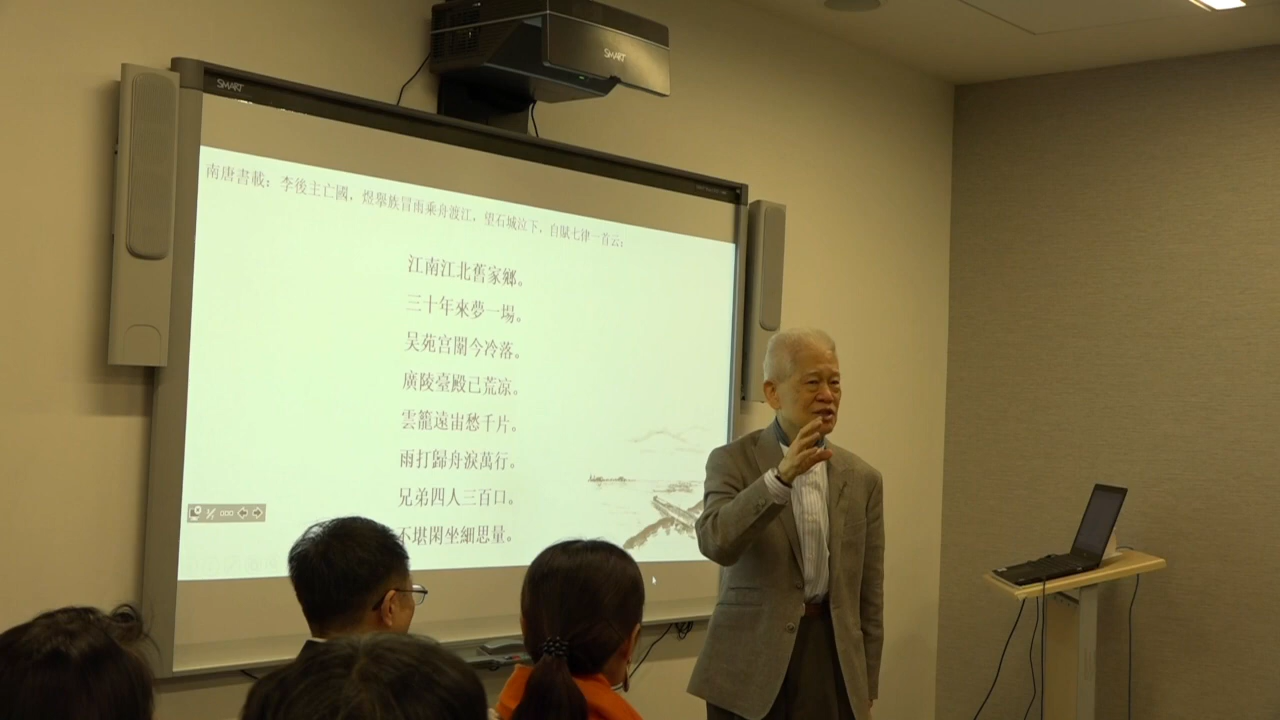 SMART
SMART
南唐書載：李後主亡國，煜舉族冒雨乘舟渡江，望石城泣下，自賦七律一首云：
江南江北舊家鄉。
三十年來夢一場。
吴苑宫闈今冷落。
廣陵臺殿已荒凉。
雲籠遠岫愁千片。
雨打歸舟淚萬行。
兄弟四人三百口。
不堪閑坐細思量。